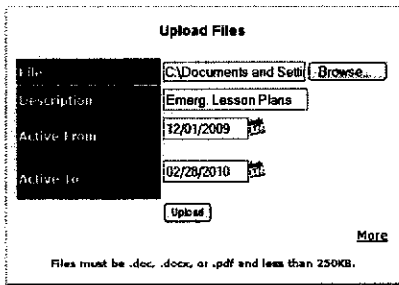 Upload Files
File C:\Documents and Setti Browse...
Description Emerg. Lesson Plans
Active From 12/01/2009
Active To 02/28/2010
Upload
More
Files must be .doc, .docx, or .pdf and less than 250KB.